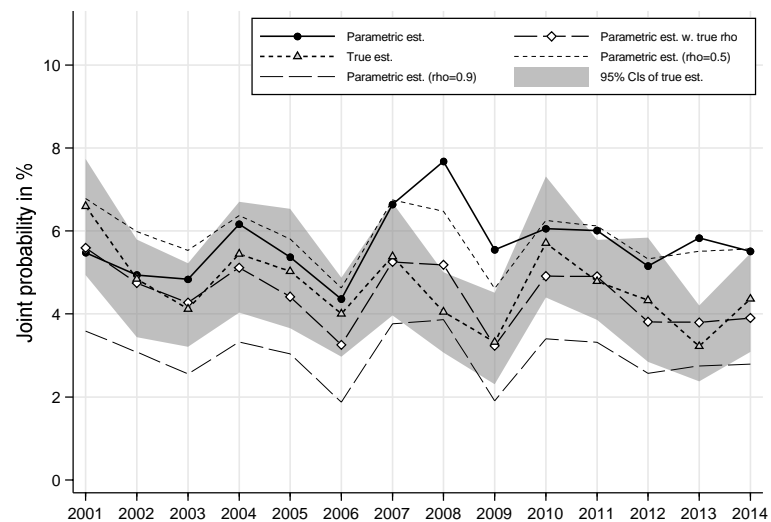 Parametric est.
Parametric est. w. true rho
True est.
Parametric est. (rho=0.5)
Parametric est. (rho=0.9)
95% CIs of true est.
Joint probability in %
10
8
6
4
2
0
2001 2002 2003 2004 2005 2006 2007 2008 2009 2010 2011 2012 2013 2014